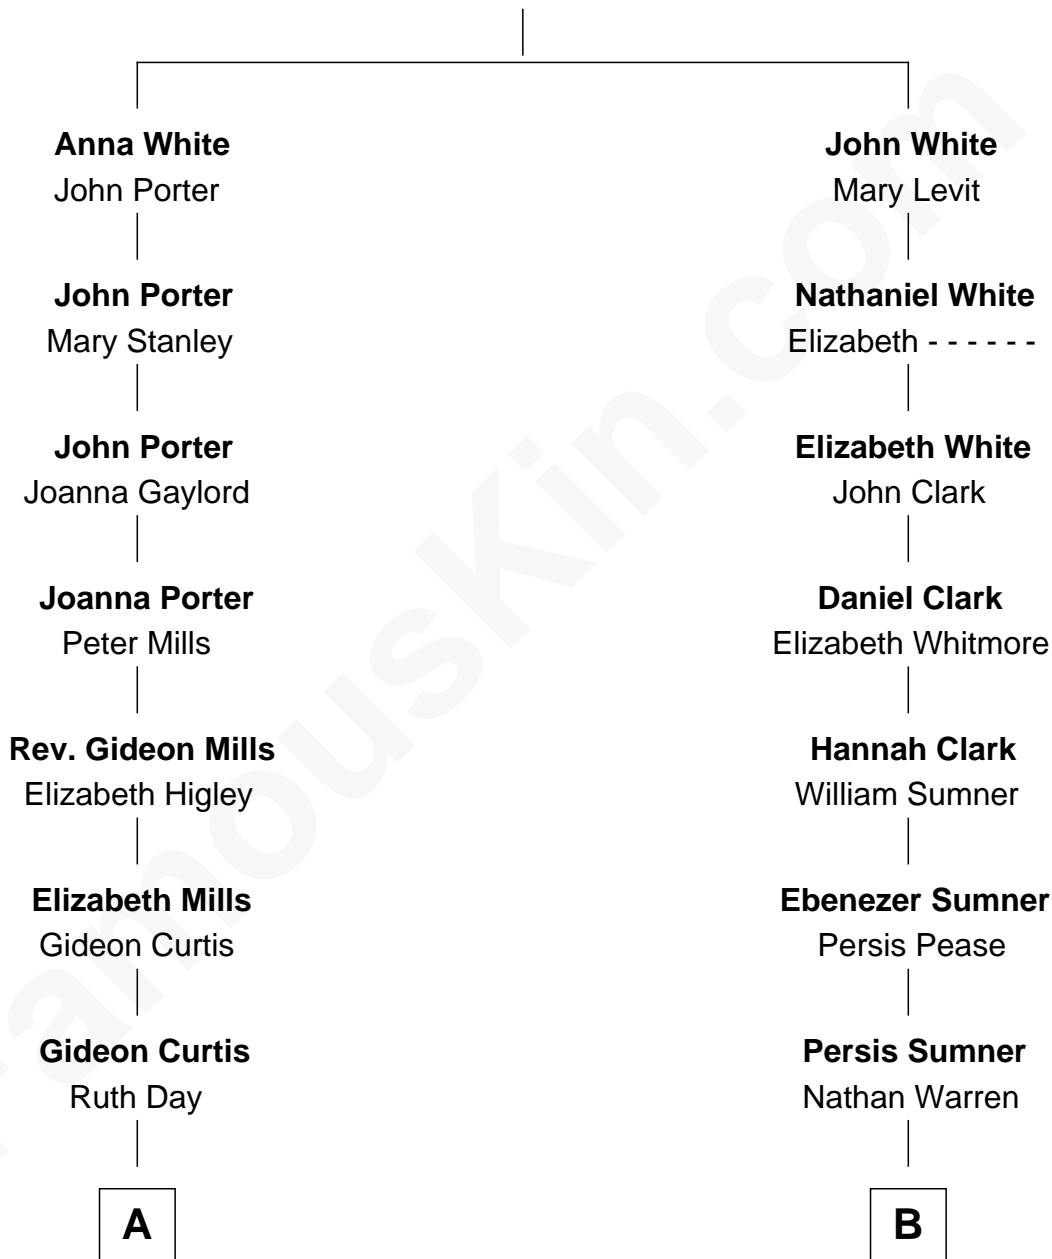 Anna White
John Porter
John Porter
Mary Stanley
John Porter
Joanna Gaylord
Joanna Porter
Peter Mills
Rev. Gideon Mills
Elizabeth Higley
Elizabeth Mills
Gideon Curtis
Gideon Curtis
Ruth Day
A
John White
Mary Levit
Nathaniel White
Elizabeth - - - - - -
Elizabeth White
John Clark
Daniel Clark
Elizabeth Whitmore
Hannah Clark
William Sumner
Ebenezer Sumner
Persis Pease
Persis Sumner
Nathan Warren
B
FamousKin.com